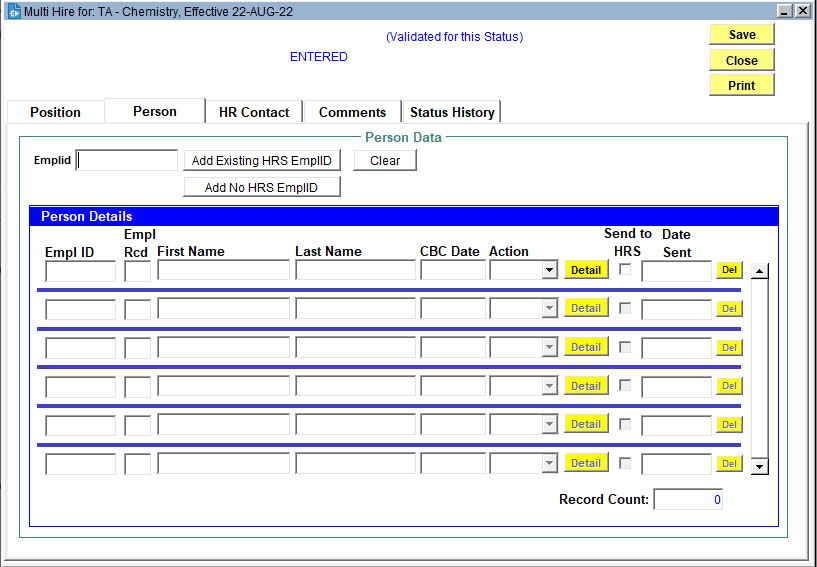 Multi Hire for: TA - Chemistry, Effective 22-AUG-22
(Validated for this Status)
ENTERED
Save
Close
Print
Position
Person
HR Contact
Comments
Status History
Person Data
Emplid
Add Existing HRS EmplID
Clear
Add No HRS EmplID
Person Details
Empl ID
Empl
Rcd
First Name
Last Name
CBC Date
Action
Send to
HRS
Date
Sent
Detail
Del
Detail
Del
Detail
Del
Detail
Del
Detail
Del
Detail
Del
Record Count:
0